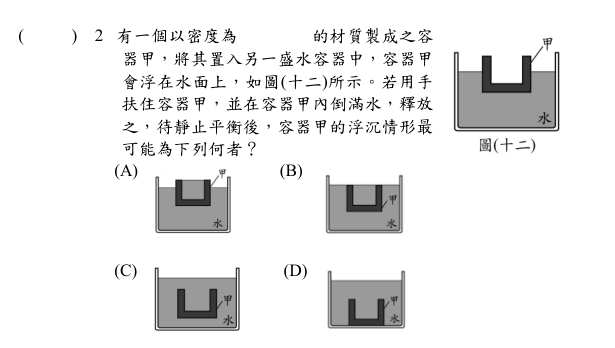 (　　) 2 有一個以密度為　　　　的材質製成之容
器甲，將其置入另一盛水容器中，容器甲
會浮在水面上，如圖(十二)所示。若用手
扶住容器甲，並在容器甲內倒滿水，釋放
之，待靜止平衡後，容器甲的浮沉情形最
可能為下列何者？
甲
水
圖(十二)
(A)
甲
水
(B)
甲
水
(C)
甲
水
(D)
甲
水